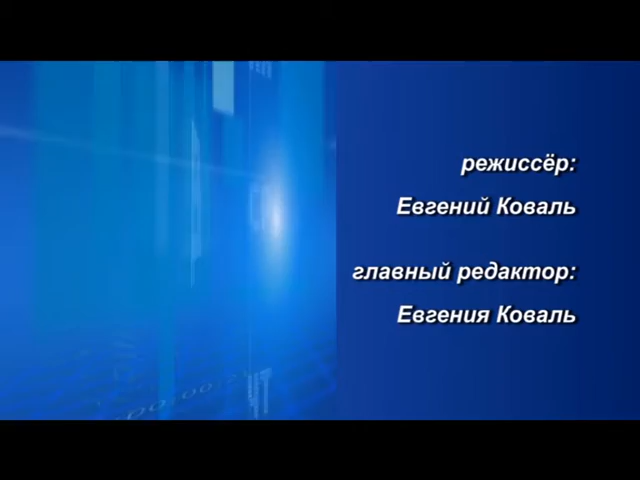 режиссёр:
Евгений Коваль
главный редактор:
Евгения Коваль